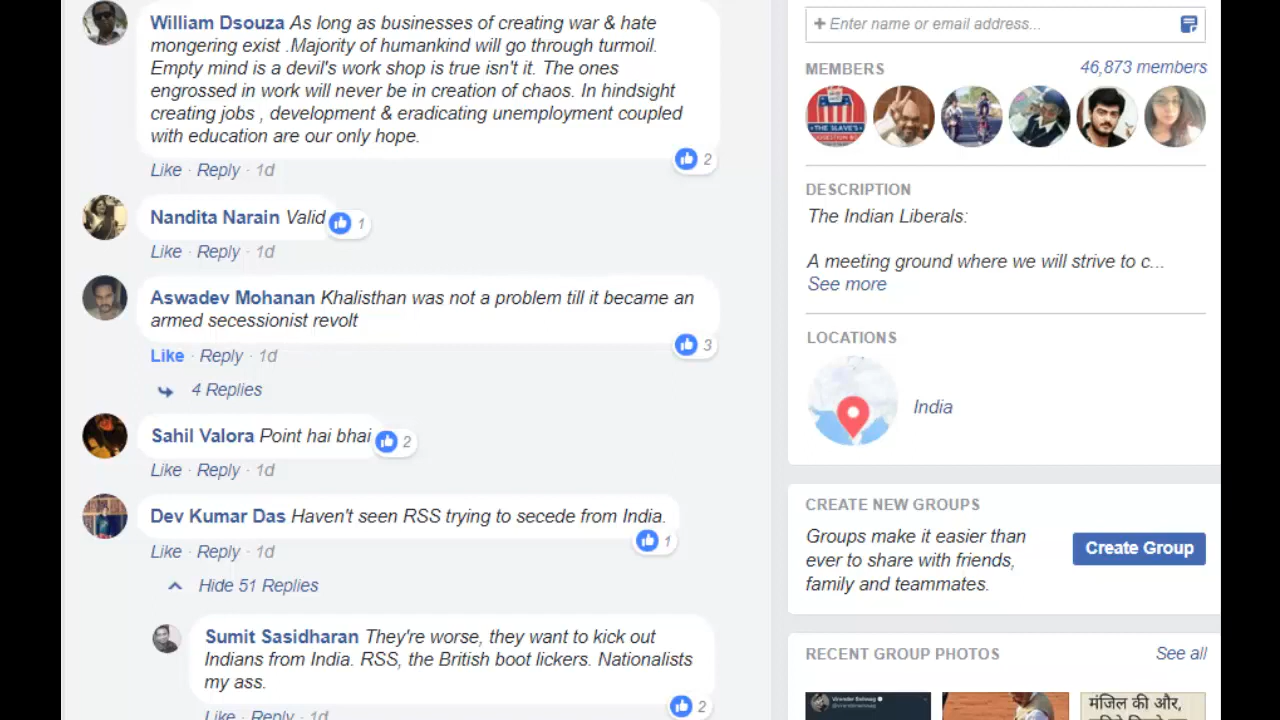 William Dsouza As long as businesses of creating war & hate
mongering exist .Majority of humankind will go through turmoil.
Empty mind is a devil's work shop is true isn't it. The ones
engrossed in work will never be in creation of chaos. In hindsight
creating jobs , development & eradicating unemployment coupled
with education are our only hope.
2
Like · Reply · 1d
Nandita Narain Valid
1
Like · Reply · 1d
Aswadev Mohanan Khalisthan was not a problem till it became an
armed secessionist revolt
3
Like · Reply · 1d
4 Replies
Sahil Valora Point hai bhai
2
Like · Reply · 1d
Dev Kumar Das Haven't seen RSS trying to secede from India.
1
Like · Reply · 1d
Hide 51 Replies
Sumit Sasidharan They're worse, they want to kick out
Indians from India. RSS, the British boot lickers. Nationalists
my ass.
2
Like · Reply · 1d
+ Enter name or email address...
MEMBERS
46,873 members
THE SLAVE'S
DESCRIPTION
The Indian Liberals:
A meeting ground where we will strive to c...
See more
LOCATIONS
India
CREATE NEW GROUPS
Groups make it easier than
ever to share with friends,
family and teammates.
Create Group
RECENT GROUP PHOTOS
See all
Virender Sehwag
@virendersehwag
मंजिल की और,